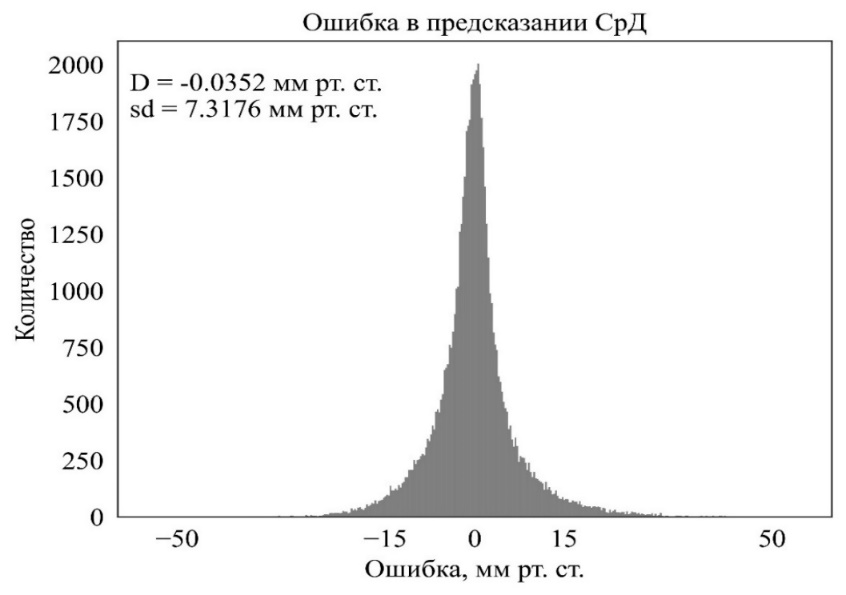 Ошибка в предсказании СрД
D = -0.0352 мм рт. ст.
sd = 7.3176 мм рт. ст.
Количество
2000
1750
1500
1250
1000
750
500
250
0
−50 −15 0 15 50
Ошибка, мм рт. ст.